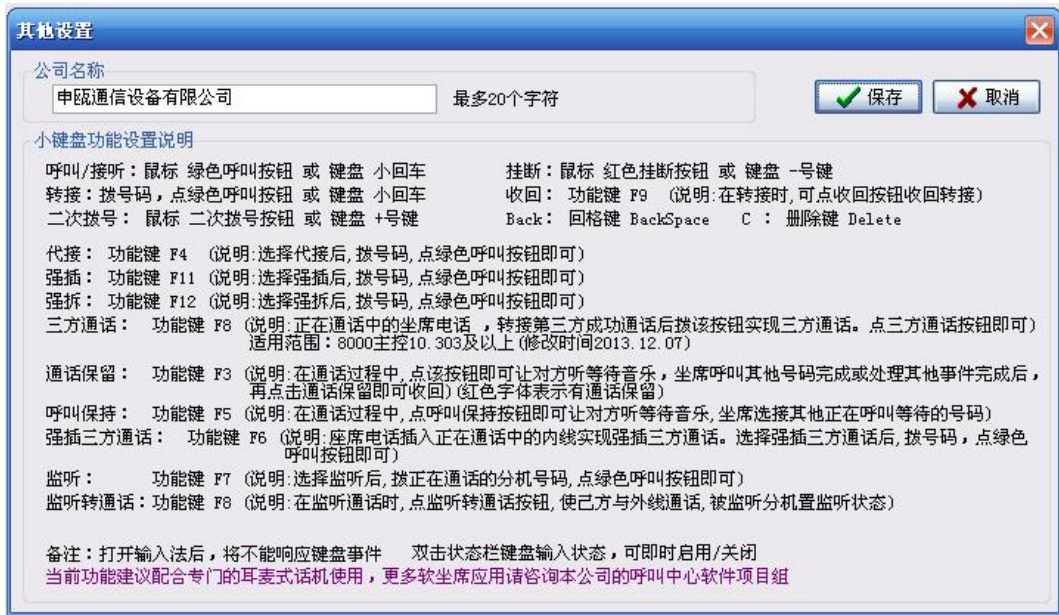 其他设置
公司名称
申瓯通信设备有限公司 最多20个字符 保存 取消
小键盘功能设置说明
呼叫/接听：鼠标 绿色呼叫按钮 或 键盘 小回车 挂断：鼠标 红色挂断按钮 或 键盘 -号键
转接：拨号码，点绿色呼叫按钮 或 键盘 小回车 收回： 功能键 F9 (说明:在转接时,可点收回按钮收回转接)
二次拨号： 鼠标 二次拨号按钮 或 键盘 +号键 Back： 回格键 BackSpace C ： 删除键 Delete
代接： 功能键 F4 (说明:选择代接后,拨号码,点绿色呼叫按钮即可)
强插： 功能键 F11 (说明:选择强插后,拨号码,点绿色呼叫按钮即可)
强拆： 功能键 F12 (说明:选择强拆后,拨号码,点绿色呼叫按钮即可)
三方通话： 功能键 F8 (说明:正在通话中的坐席电话 ，转接第三方成功通话后拨该按钮实现三方通话。点三方通话按钮即可)
适用范围：8000主控10.303及以上(修改时间2013.12.07)
通话保留： 功能键 F3 (说明:在通话过程中,点该按钮即可让对方听等待音乐，坐席呼叫其他号码完成或处理其他事件完成后，
再点击通话保留即可收回)(红色字体表示有通话保留)
呼叫保持： 功能键 F5 (说明:在通话过程中,点呼叫保持按钮即可让对方听等待音乐,坐席选接其他正在呼叫等待的号码)
强插三方通话： 功能键 F6 (说明:座席电话插入正在通话中的内线实现强插三方通话。选择强插三方通话后,拨号码，点绿色
呼叫按钮即可)
监听： 功能键 F7 (说明:选择监听后,拨正在通话的分机号码,点绿色呼叫按钮即可)
监听转通话：功能键 F8 (说明:在监听通话时,点监听转通话按钮,使己方与外线通话,被监听分机置监听状态)
备注：打开输入法后，将不能响应键盘事件 双击状态栏键盘输入状态，可即时启用/关闭
当前功能建议配合专门的耳麦式话机使用，更多软坐席应用请咨询本公司的呼叫中心软件项目组